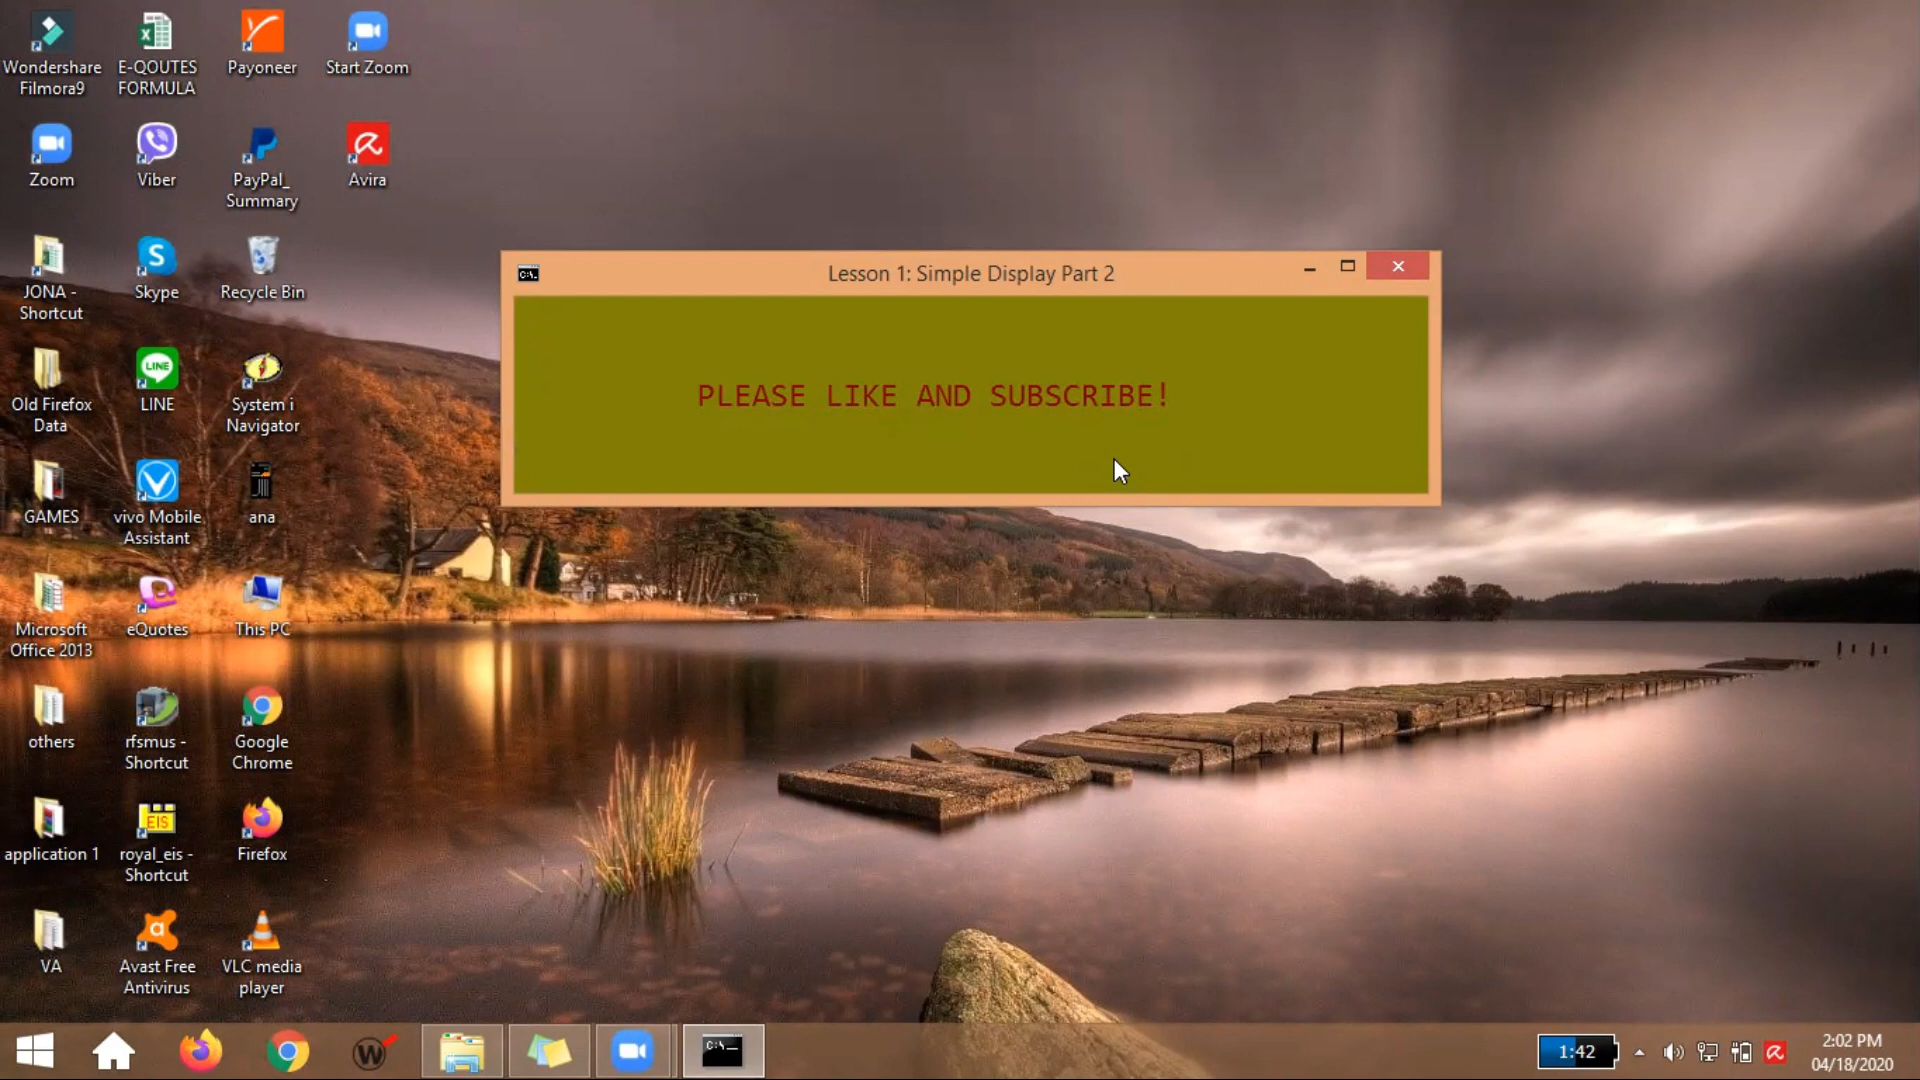 Wondershare
Filmora9
E-QOUTES
FORMULA
Payoneer
Start Zoom
Zoom
Viber
PayPal_
Summary
Avira
JONA -
Shortcut
Skype
Recycle Bin
Old Firefox
Data
LINE
LINE
System i
Navigator
GAMES
vivo Mobile
Assistant
ana
Microsoft
Office 2013
eQuotes
This PC
others
rfsmus -
Shortcut
Google
Chrome
application 1
EIS
royal_eis -
Shortcut
Firefox
VA
Avast Free
Antivirus
VLC media
player
C:\.
Lesson 1: Simple Display Part 2
PLEASE LIKE AND SUBSCRIBE!
W
C:\_
1:42
2:02 PM
04/18/2020